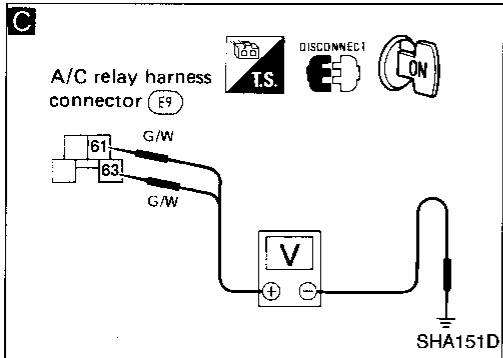 C
T.S.
DISCONNECT
ON
A/C relay harness
connector E9
61
G/W
63
G/W
V
+ −
SHA151D